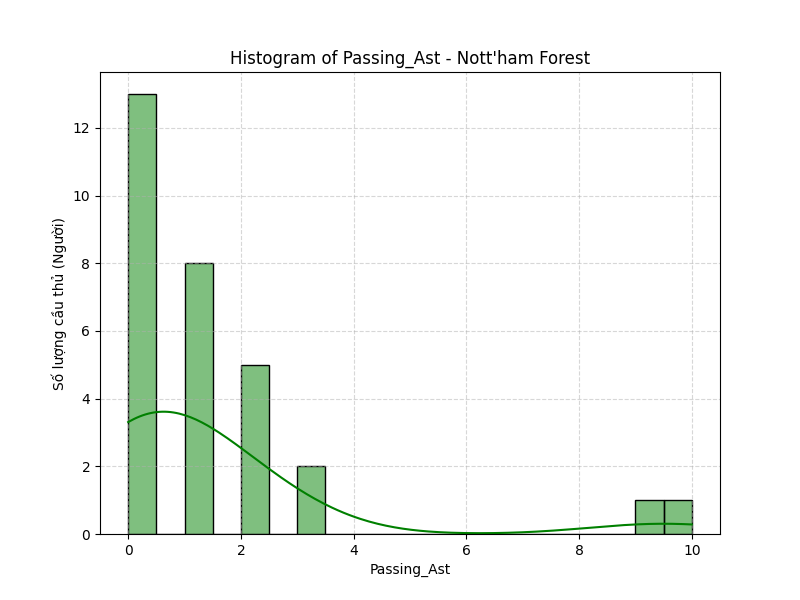 Histogram of Passing_Ast - Nott'ham Forest
Số lượng cầu thủ (Người)
12
10
8
6
4
2
0
0 2 4 6 8 10
Passing_Ast